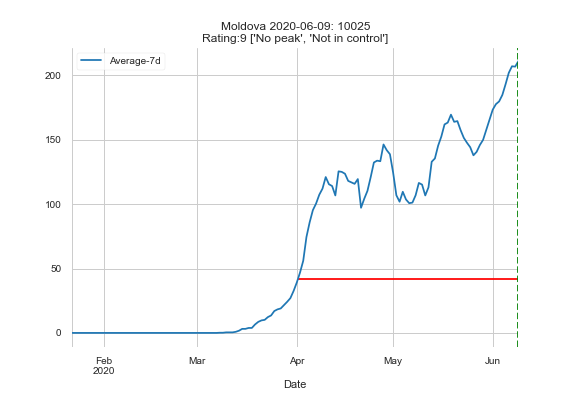 Moldova 2020-06-09: 10025
Rating:9 ['No peak', 'Not in control']
Average-7d
200
150
100
50
0
Feb
2020
Mar
Apr
May
Jun
Date